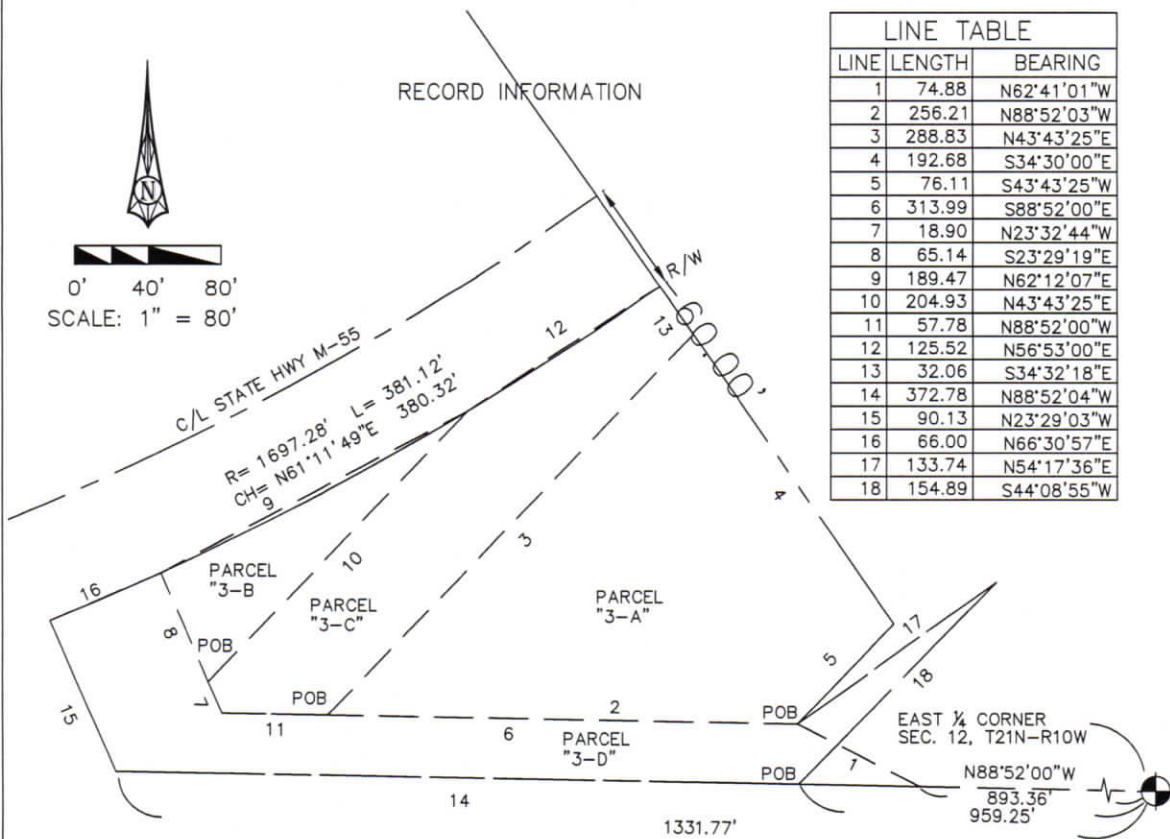 RECORD INFORMATION
N
0' 40' 80'
SCALE: 1" = 80'
LINE TABLE
LINE LENGTH BEARING
1 74.88 N62°41'01"W
2 256.21 N88°52'03"W
3 288.83 N43°43'25"E
4 192.68 S34°30'00"E
5 76.11 S43°43'25"W
6 313.99 S88°52'00"E
7 18.90 N23°32'44"W
8 65.14 S23°29'19"E
9 189.47 N62°12'07"E
10 204.93 N43°43'25"E
11 57.78 N88°52'00"W
12 125.52 N56°53'00"E
13 32.06 S34°32'18"E
14 372.78 N88°52'04"W
15 90.13 N23°29'03"W
16 66.00 N66°30'57"E
17 133.74 N54°17'36"E
18 154.89 S44°08'55"W
R/W
60.00'
C/L STATE HWY M-55
12
13
R= 1697.28' L= 381.12'
CH= N61°11'49"E 380.32'
9
4
3
10
16
PARCEL
"3-B
PARCEL
"3-C"
PARCEL
"3-A"
8
POB
17
5
18
15
7
POB
11
2
6
POB
PARCEL
"3-D"
POB
1
EAST ¼ CORNER
SEC. 12, T21N-R10W
N88°52'00"W
893.36'
959.25'
14
1331.77'